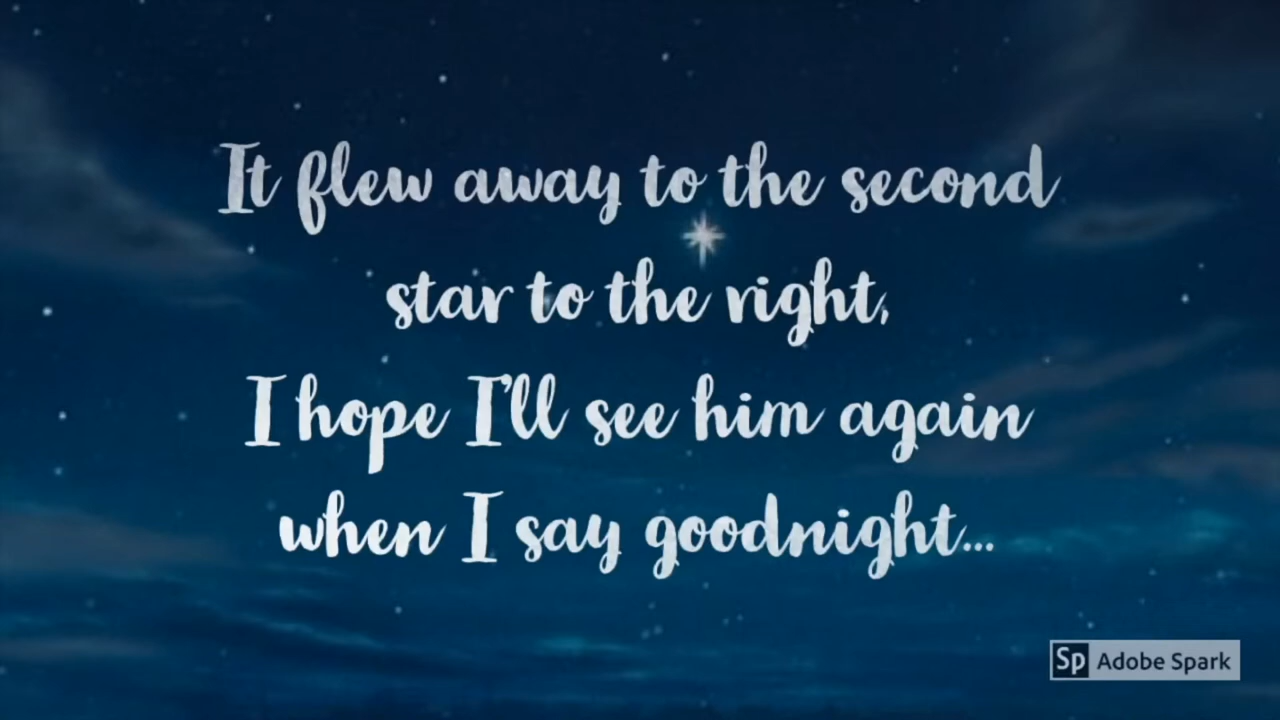 It flew away to the second
star to the right,
I hope I'll see him again
when I say goodnight...
Sp Adobe Spark